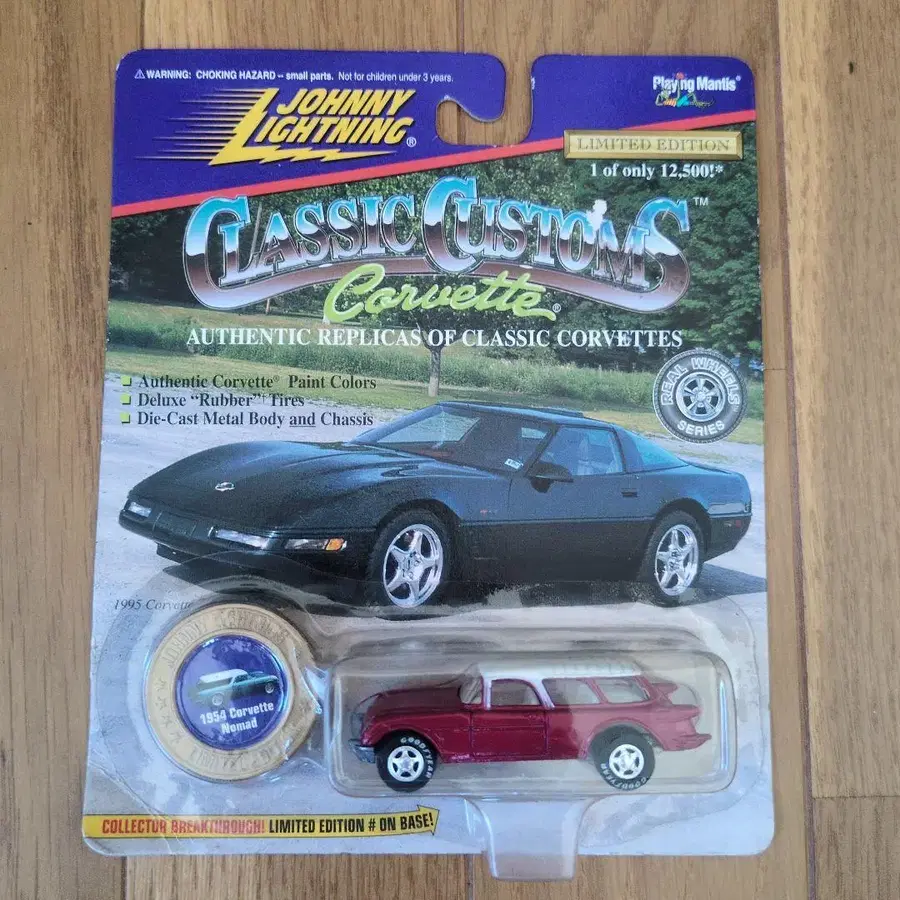 ⚠ WARNING: CHOKING HAZARD -- small parts. Not for children under 3 years.
Playing Mantis®
JOHNNY
LIGHTNING®
LIMITED EDITION
1 of only 12,500!*
CLASSIC CUSTOMS™
Corvette®
AUTHENTIC REPLICAS OF CLASSIC CORVETTES
Authentic Corvette® Paint Colors
Deluxe “Rubber” Tires
Die-Cast Metal Body and Chassis
REAL WHEELS
SERIES
1995 Corvette
JOHNNY
1954 Corvette
Nomad
GOODYEAR
GOODYEAR
COLLECTOR BREAKTHROUGH! LIMITED EDITION # ON BASE!